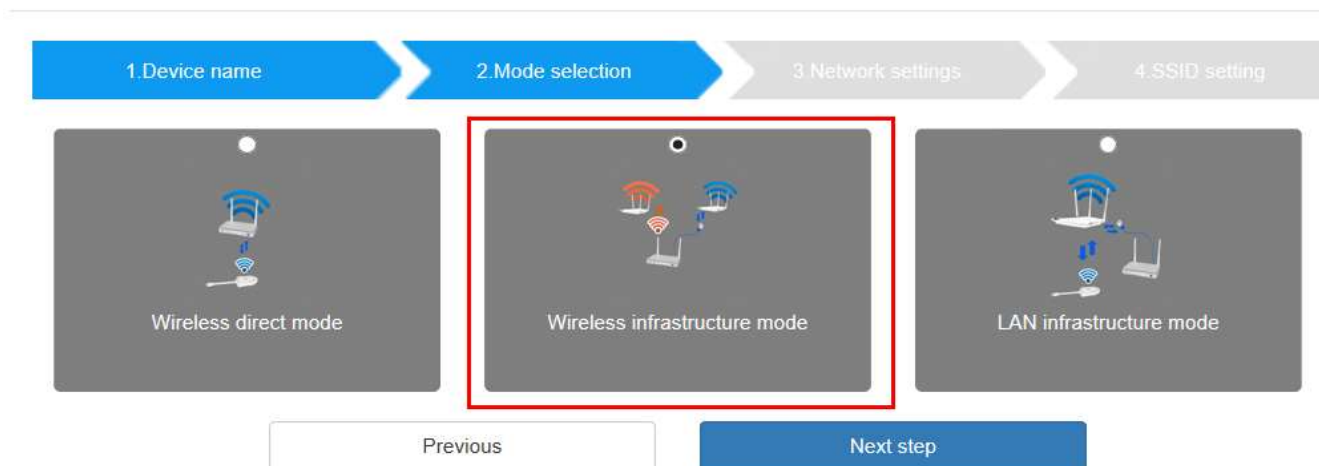 1.Device name
2.Mode selection
3.Network settings
4.SSID setting
Wireless direct mode
Wireless infrastructure mode
LAN infrastructure mode
Previous
Next step